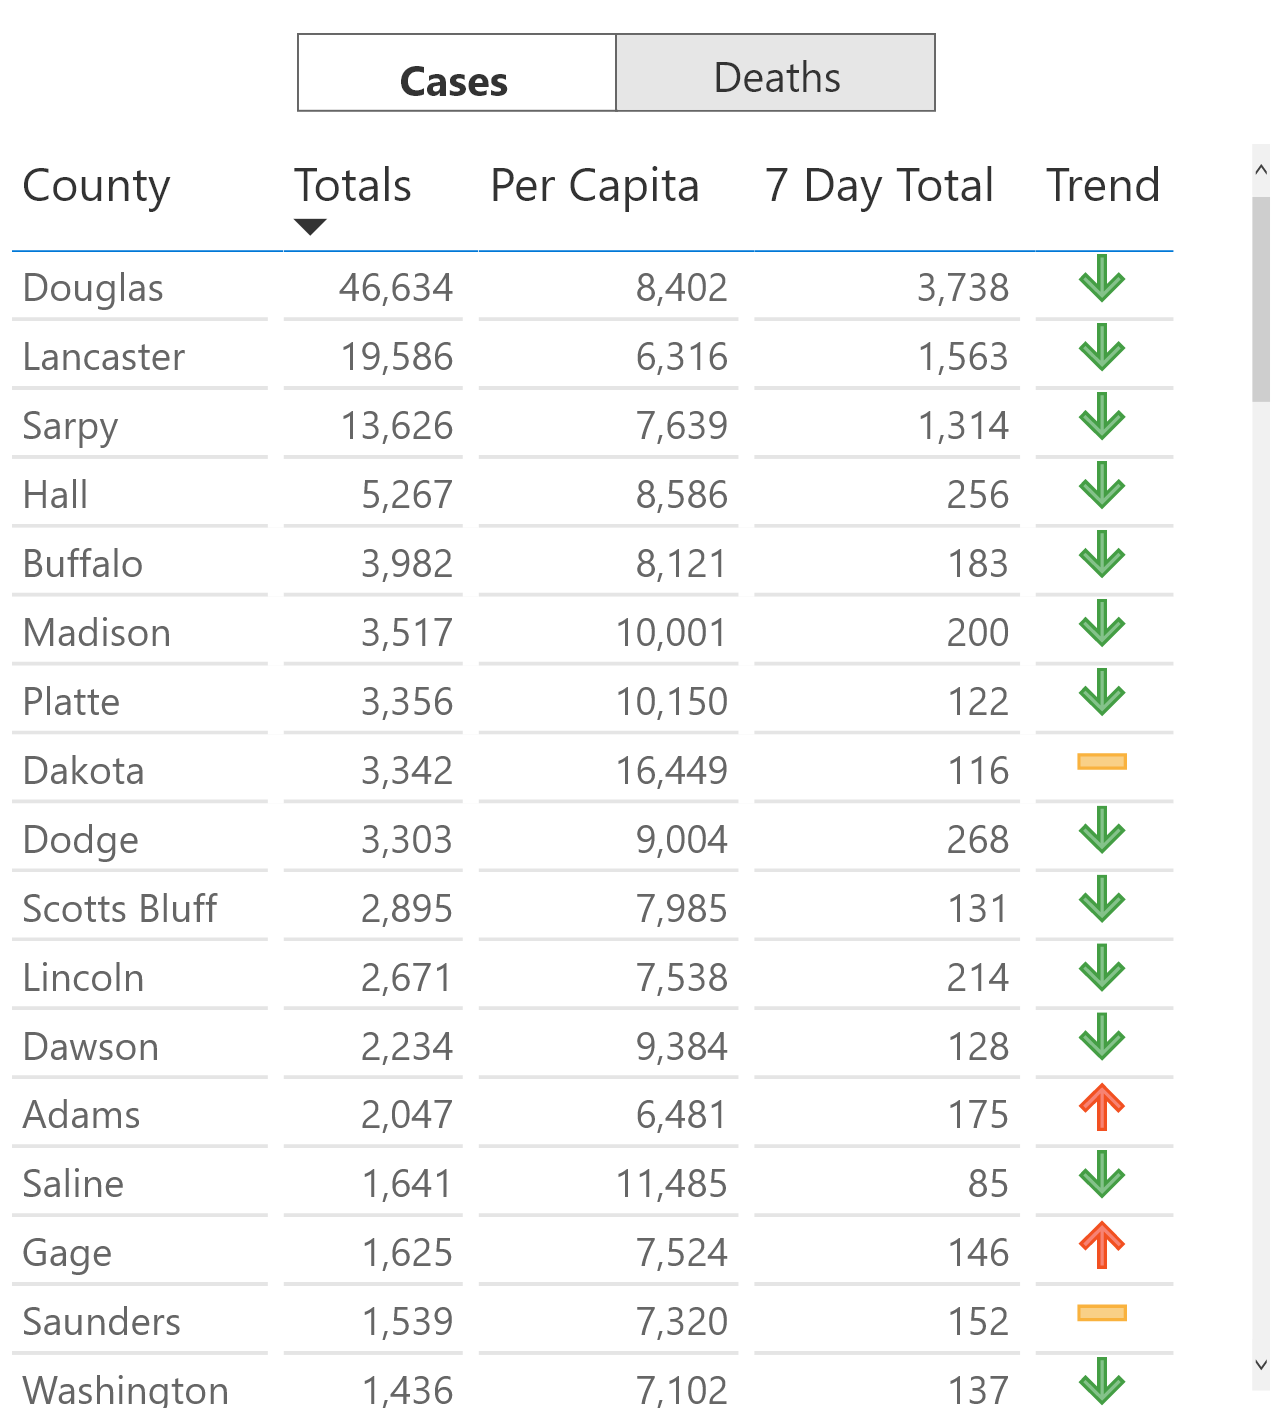 Cases Deaths
County Totals Per Capita 7 Day Total Trend
Douglas 46,634 8,402 3,738
Lancaster 19,586 6,316 1,563
Sarpy 13,626 7,639 1,314
Hall 5,267 8,586 256
Buffalo 3,982 8,121 183
Madison 3,517 10,001 200
Platte 3,356 10,150 122
Dakota 3,342 16,449 116
Dodge 3,303 9,004 268
Scotts Bluff 2,895 7,985 131
Lincoln 2,671 7,538 214
Dawson 2,234 9,384 128
Adams 2,047 6,481 175
Saline 1,641 11,485 85
Gage 1,625 7,524 146
Saunders 1,539 7,320 152
Washington 1,436 7,102 137